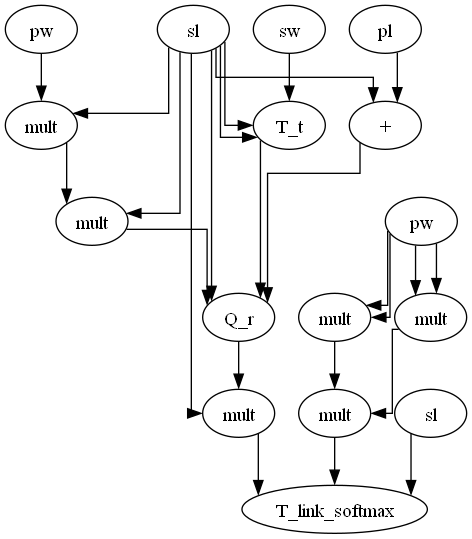 pw sl sw pl
mult T_t +
mult pw
Q_r mult mult
mult mult sl
T_link_softmax